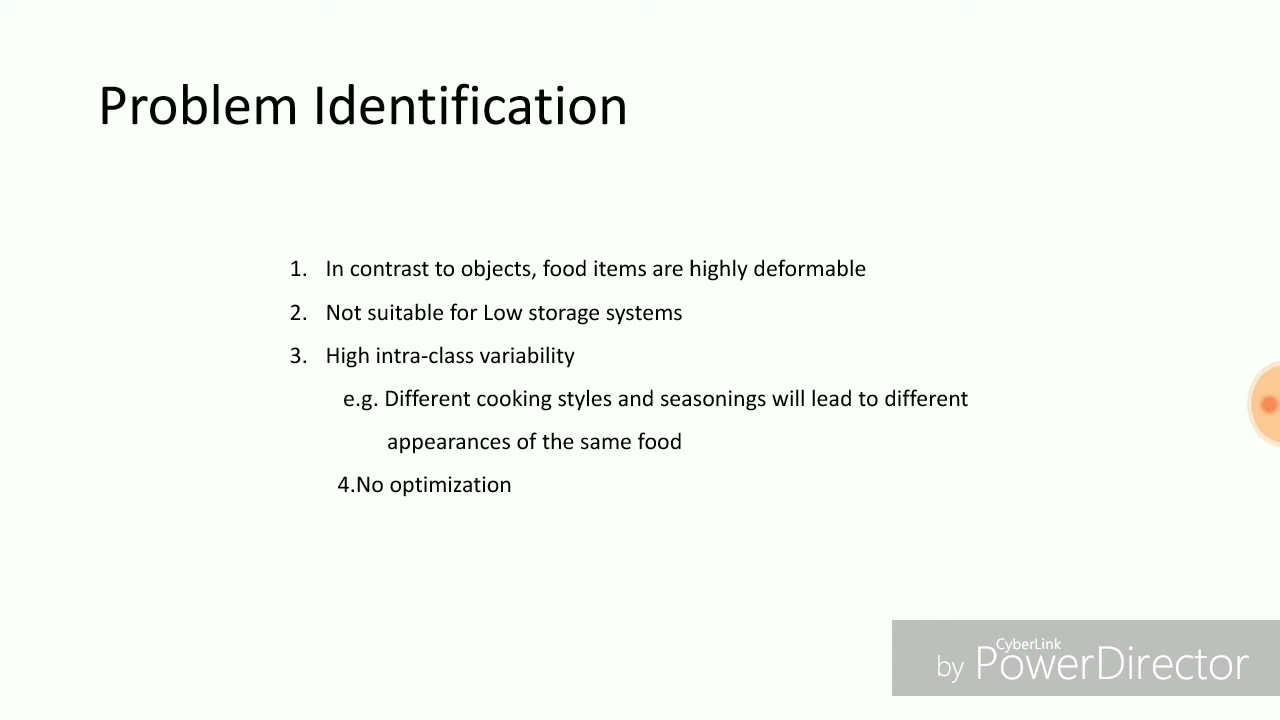 Problem Identification
1. In contrast to objects, food items are highly deformable
2. Not suitable for Low storage systems
3. High intra-class variability
e.g. Different cooking styles and seasonings will lead to different
appearances of the same food
4.No optimization
CyberLink
by PowerDirector